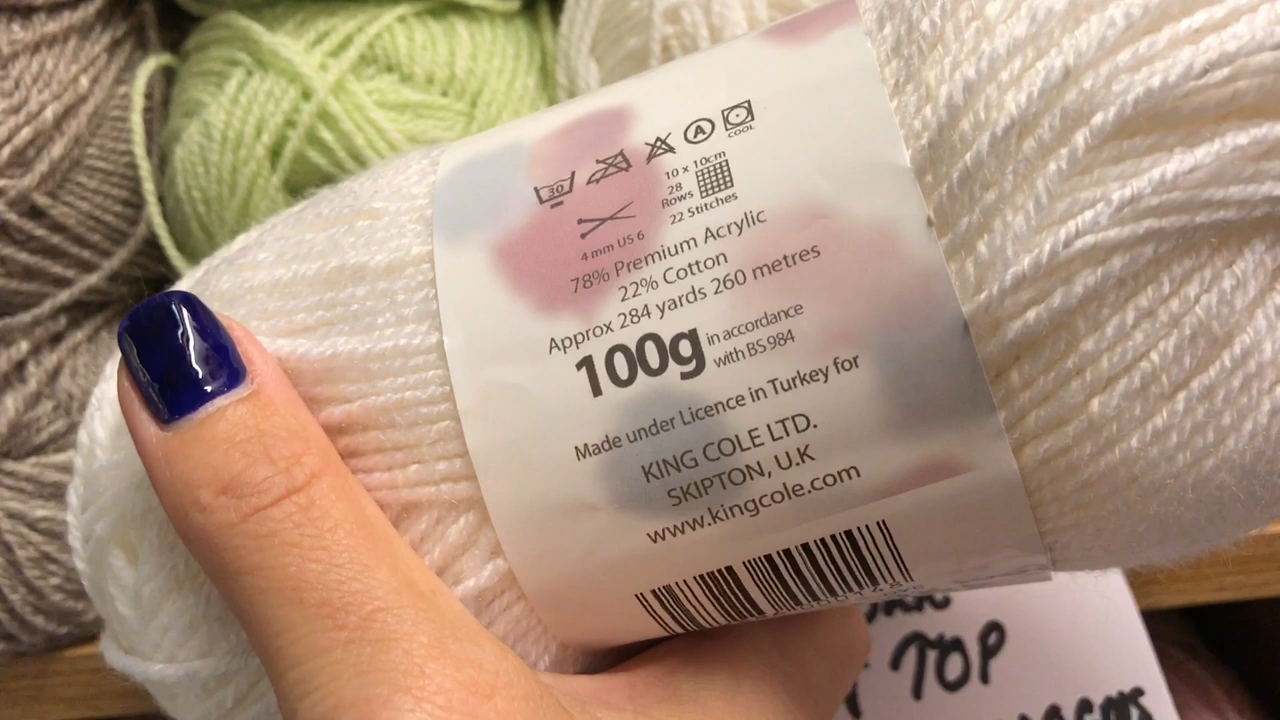 30
A
COOL
10 x 10cm
28
Rows
22 Stitches
4mm US 6
78% Premium Acrylic
22% Cotton
Approx 284 yards 260 metres
100g in accordance
with BS 984
Made under Licence in Turkey for
KING COLE LTD.
SKIPTON, U.K
www.kingcole.com
TOP